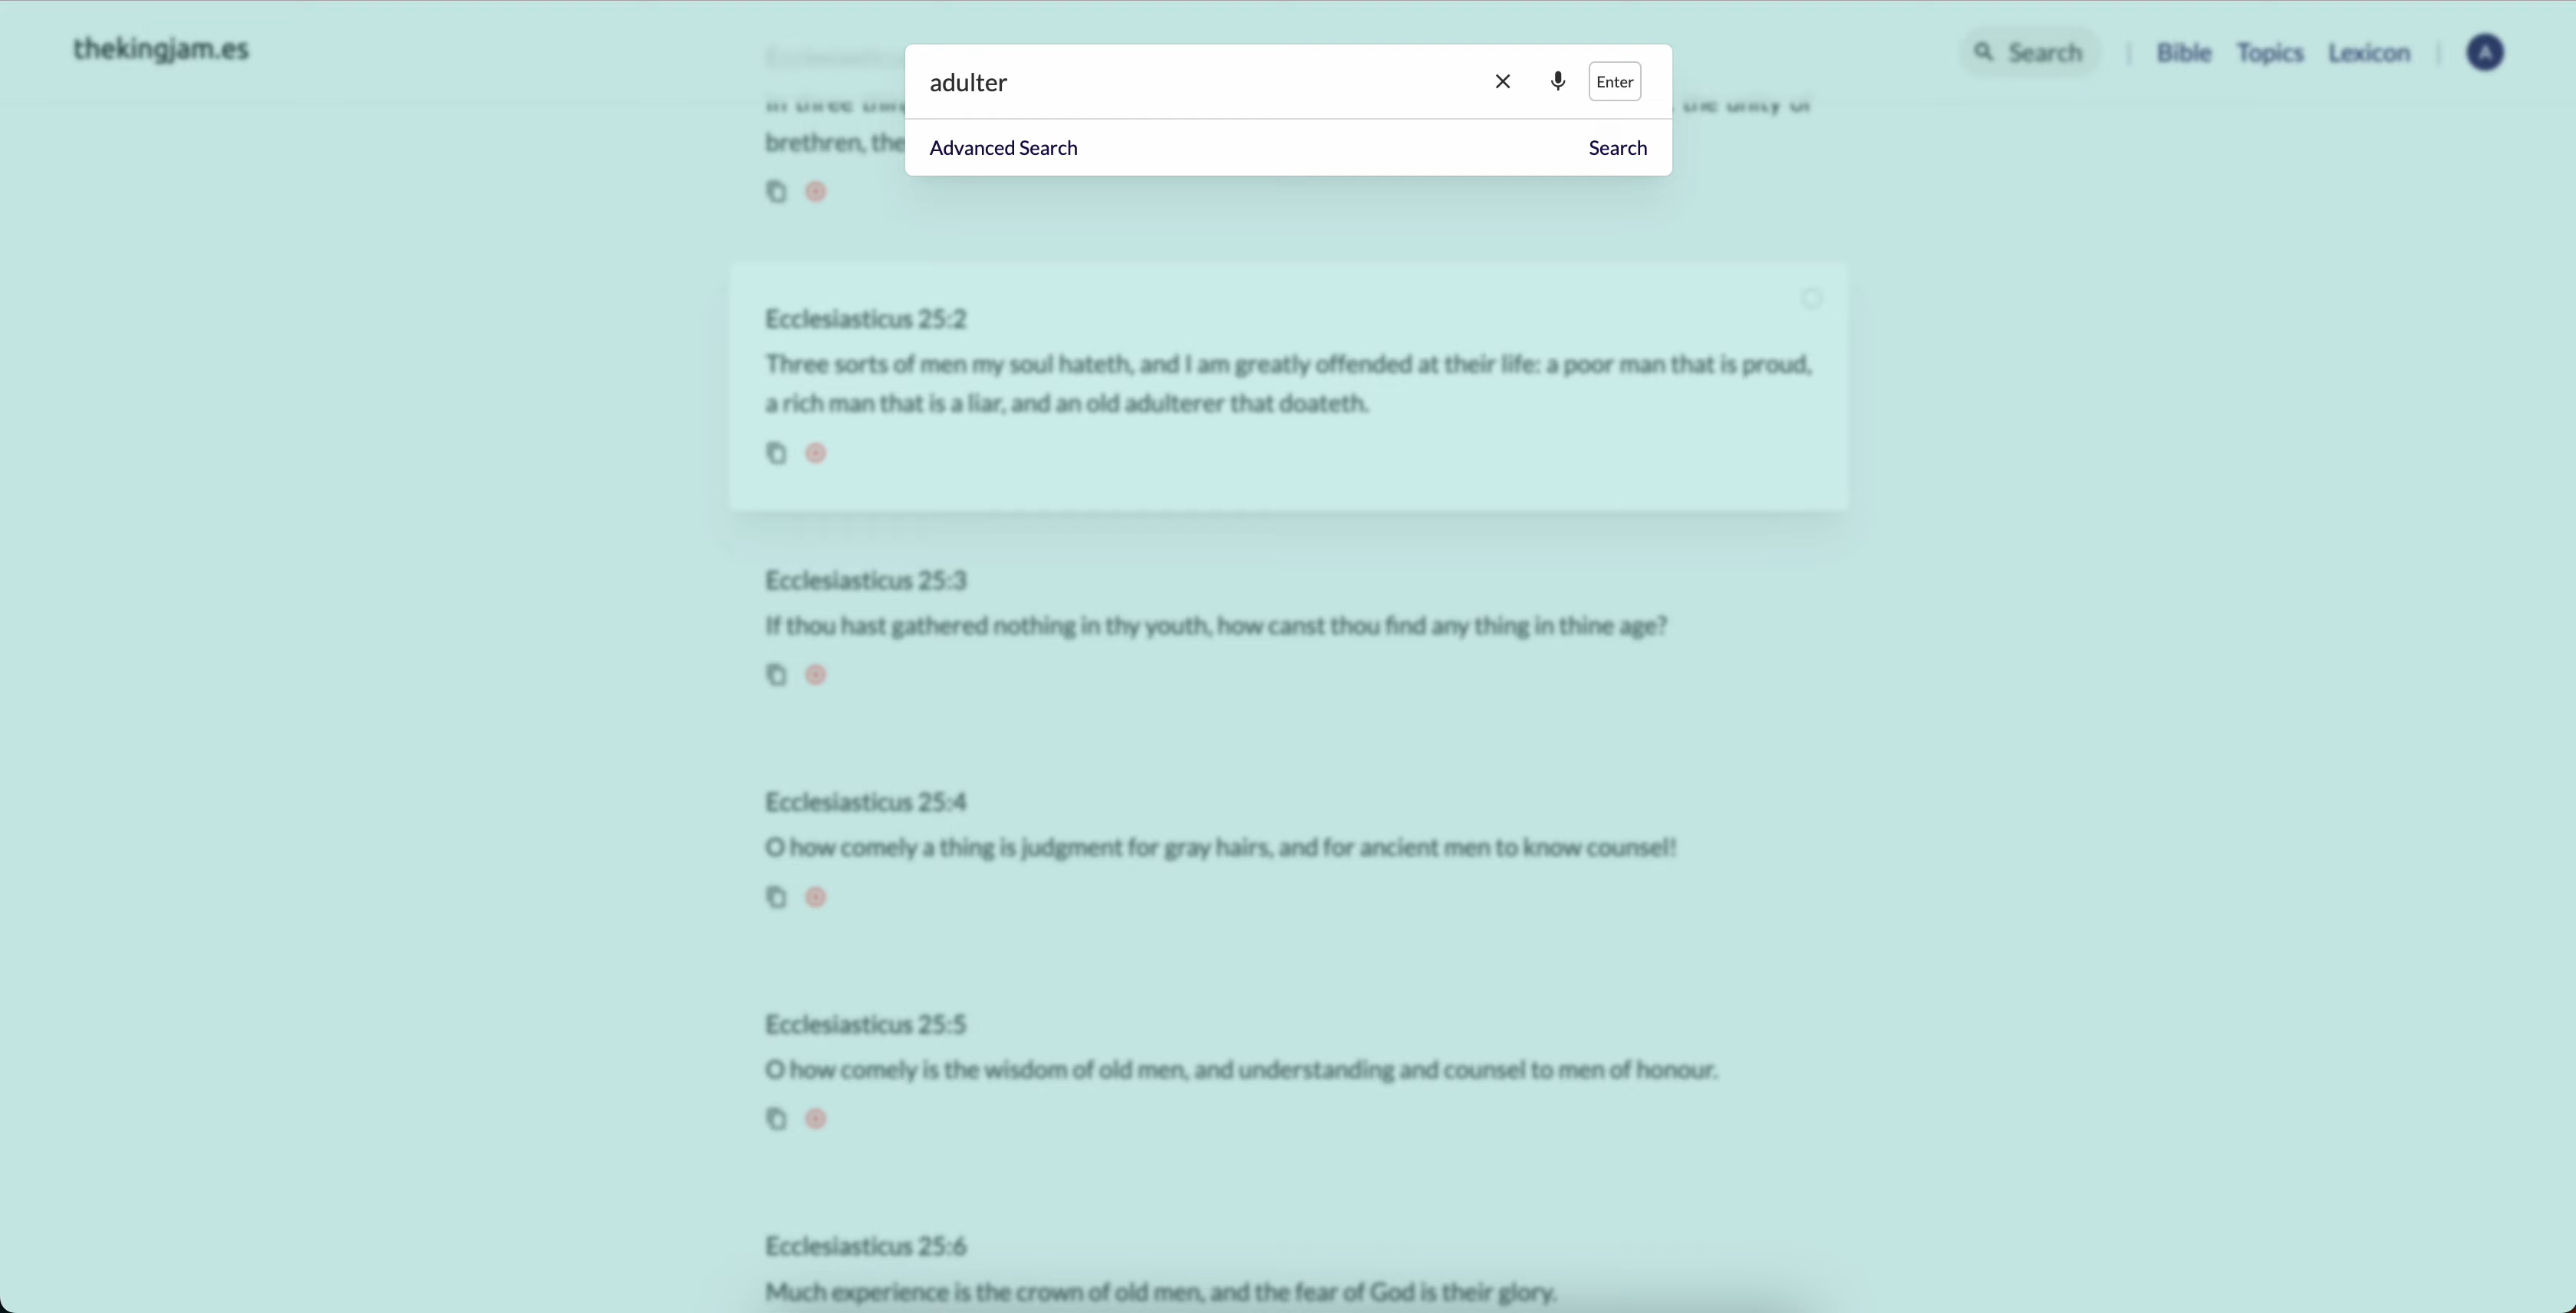 thekingjam.es
Search
Bible
Topics
Lexicon
A
adulter
Enter
Advanced Search
Search
the unity of
brethren, the
Ecclesiasticus 25:2
Three sorts of men my soul hateth, and I am greatly offended at their life: a poor man that is proud,
a rich man that is a liar, and an old adulterer that doateth.
Ecclesiasticus 25:3
If thou hast gathered nothing in thy youth, how canst thou find any thing in thine age?
Ecclesiasticus 25:4
O how comely a thing is judgment for gray hairs, and for ancient men to know counsel!
Ecclesiasticus 25:5
O how comely is the wisdom of old men, and understanding and counsel to men of honour.
Ecclesiasticus 25:6
Much experience is the crown of old men, and the fear of God is their glory.